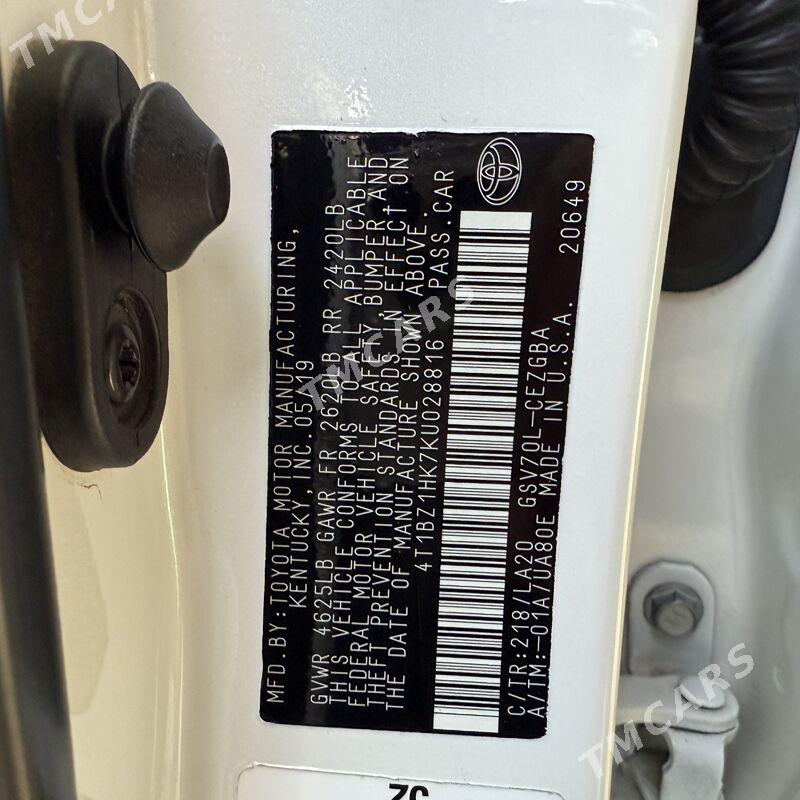 MFD. BY: TOYOTA MOTOR MANUFACTURING,
KENTUCKY, INC. 05/19
GVWR 4625LB GAWR FR 2620LB RR 2420LB
THIS VEHICLE CONFORMS TO ALL APPLICABLE
FEDERAL MOTOR VEHICLE SAFETY, BUMPER, AND
THEFT PREVENTION STANDARDS IN EFFECT ON
THE DATE OF MANUFACTURE SHOWN ABOVE.
4T1BZ1HK7KU028816 PASS.CAR
C/TR:218/LA20 GSV70L-CEZGBA
A/TM:-01A/UA80E MADE IN U.S.A. 20649
TMCARS
TMCARS
TMCARS